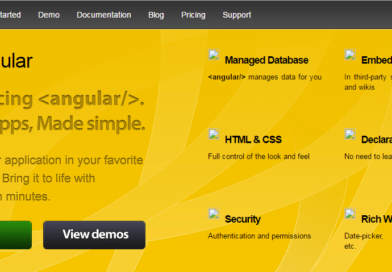 tarted Demo Documentation Blog Pricing Support
ular
cing <angular/>.
pps, Made simple.
r application in your favorite
Bring it to life with
n minutes.
View demos
Managed Database
<angular/> manages data for you
HTML & CSS
Full control of the look and feel
Security
Authentication and permissions
Embed
In third-party s
and wikis
Declara
No need to lea
Rich W
Date-picker,
etc.